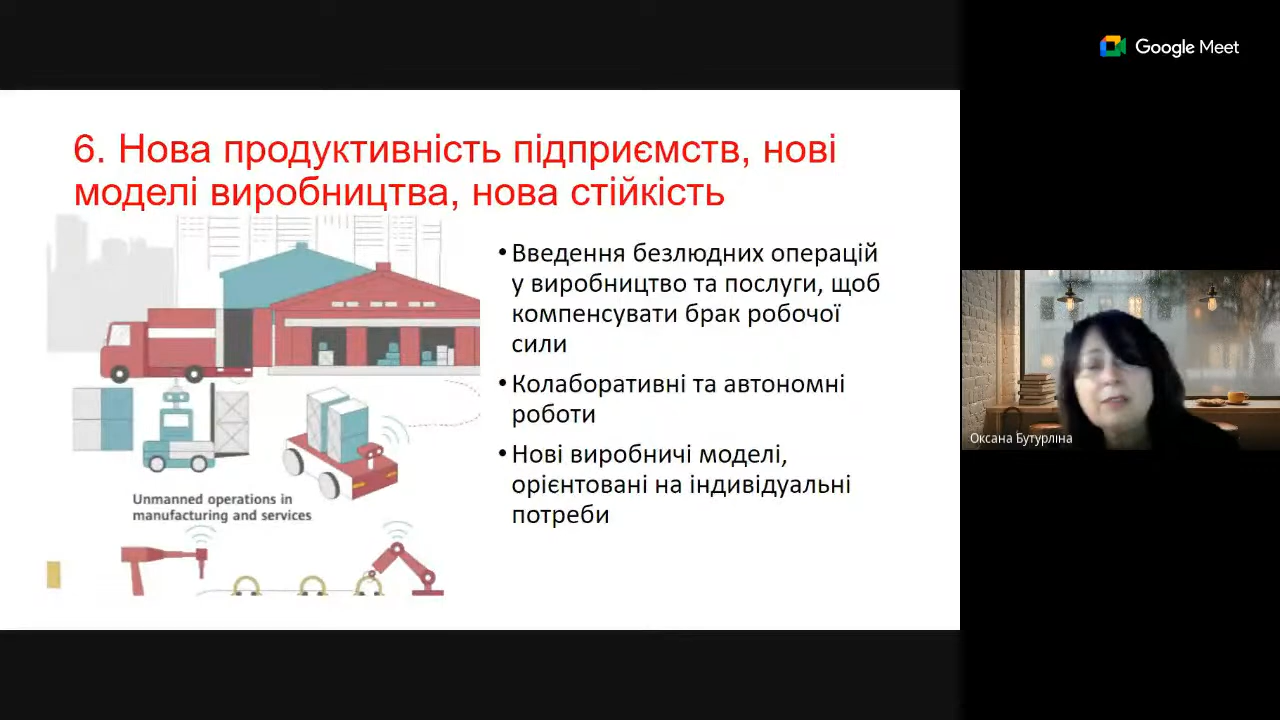 Google Meet
6. Нова продуктивність підприємств, нові
моделі виробництва, нова стійкість
•Введення безлюдних операцій
у виробництво та послуги, щоб
компенсувати брак робочої
сили
•Колаборативні та автономні
роботи
•Нові виробничі моделі,
орієнтовані на індивідуальні
потреби
Unmanned operations in
manufacturing and services
Оксана Бутурліна